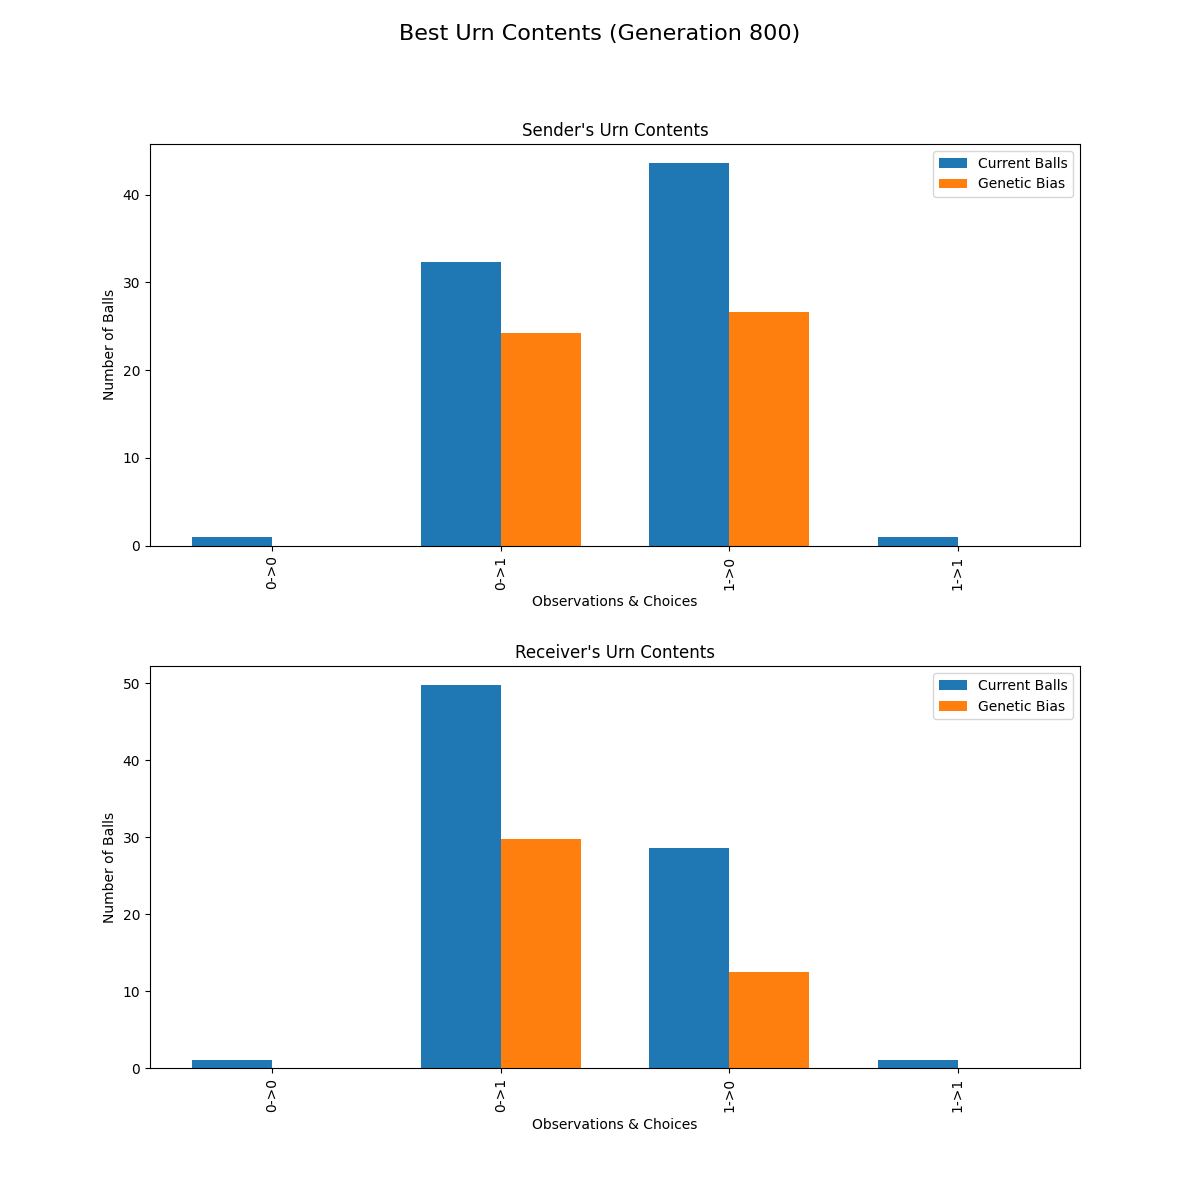 Best Urn Contents (Generation 800)
Sender's Urn Contents
Current Balls
Genetic Bias
40
30
20
10
0
Number of Balls
0->0
0->1
1->0
1->1
Observations & Choices
Receiver's Urn Contents
Current Balls
Genetic Bias
50
40
30
20
10
0
Number of Balls
0->0
0->1
1->0
1->1
Observations & Choices